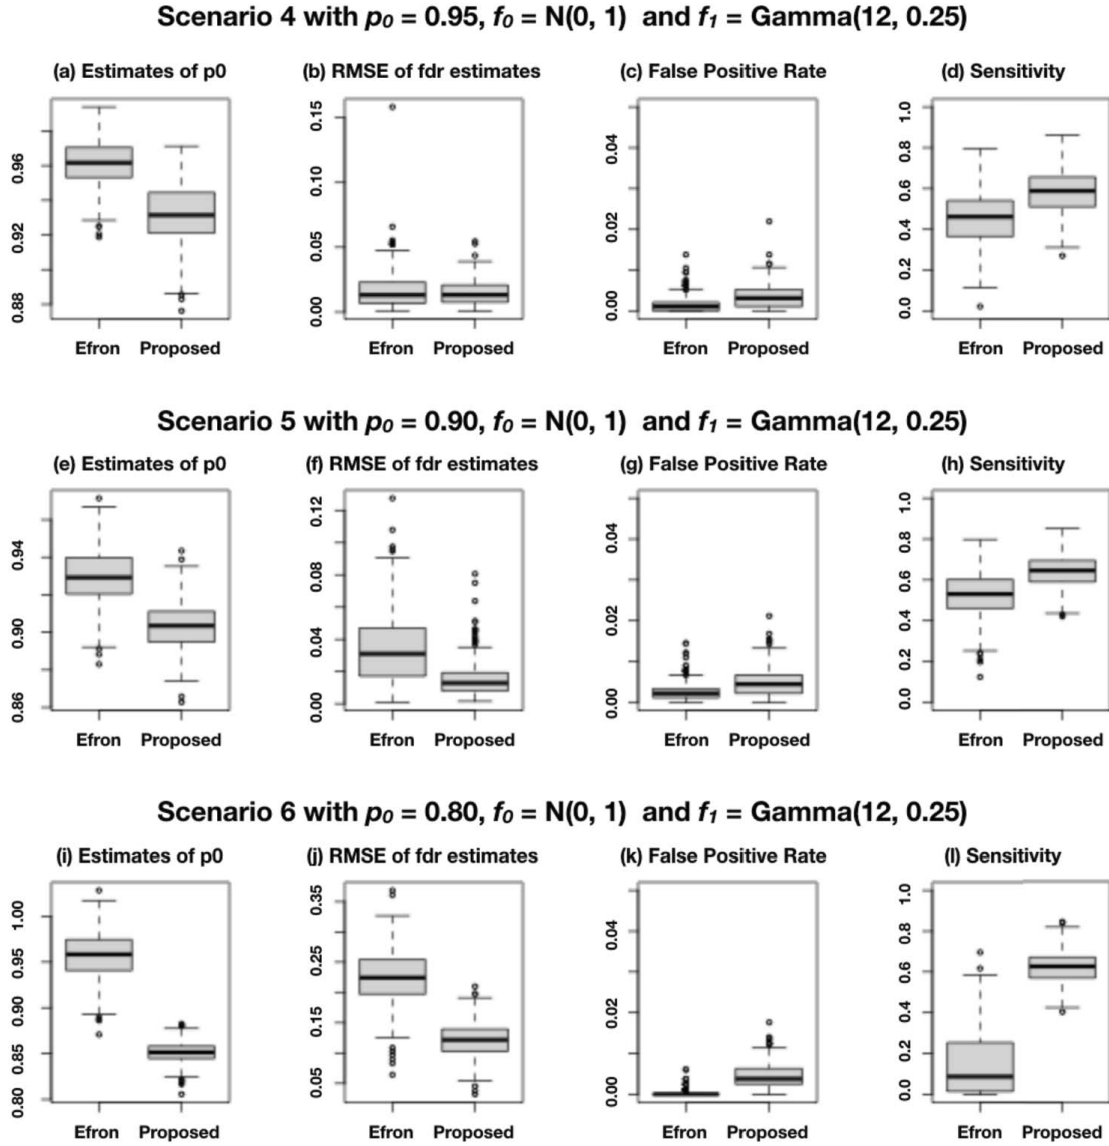 Scenario 4 with p₀ = 0.95, f₀ = N(0, 1) and f₁ = Gamma(12, 0.25)
(a) Estimates of p0
(b) RMSE of fdr estimates
(c) False Positive Rate
(d) Sensitivity
0.96
0.92
0.88
0.15
0.10
0.05
0.00
0.04
0.02
0.00
1.0
0.8
0.6
0.4
0.2
0.0
Efron Proposed
Efron Proposed
Efron Proposed
Efron Proposed
Scenario 5 with p₀ = 0.90, f₀ = N(0, 1) and f₁ = Gamma(12, 0.25)
(e) Estimates of p0
(f) RMSE of fdr estimates
(g) False Positive Rate
(h) Sensitivity
0.94
0.90
0.86
0.12
0.08
0.04
0.00
0.04
0.02
0.00
1.0
0.8
0.6
0.4
0.2
0.0
Efron Proposed
Efron Proposed
Efron Proposed
Efron Proposed
Scenario 6 with p₀ = 0.80, f₀ = N(0, 1) and f₁ = Gamma(12, 0.25)
(i) Estimates of p0
(j) RMSE of fdr estimates
(k) False Positive Rate
(l) Sensitivity
1.00
0.95
0.90
0.85
0.80
0.35
0.25
0.15
0.05
0.04
0.02
0.00
1.0
0.8
0.6
0.4
0.2
0.0
Efron Proposed
Efron Proposed
Efron Proposed
Efron Proposed